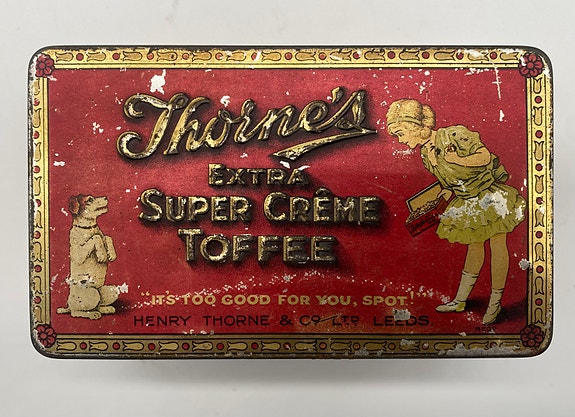 Thorne's
EXTRA
SUPER CRÊME
TOFFEE
"IT'S TOO GOOD FOR YOU, SPOT!"
HENRY THORNE & Co LTD LEEDS